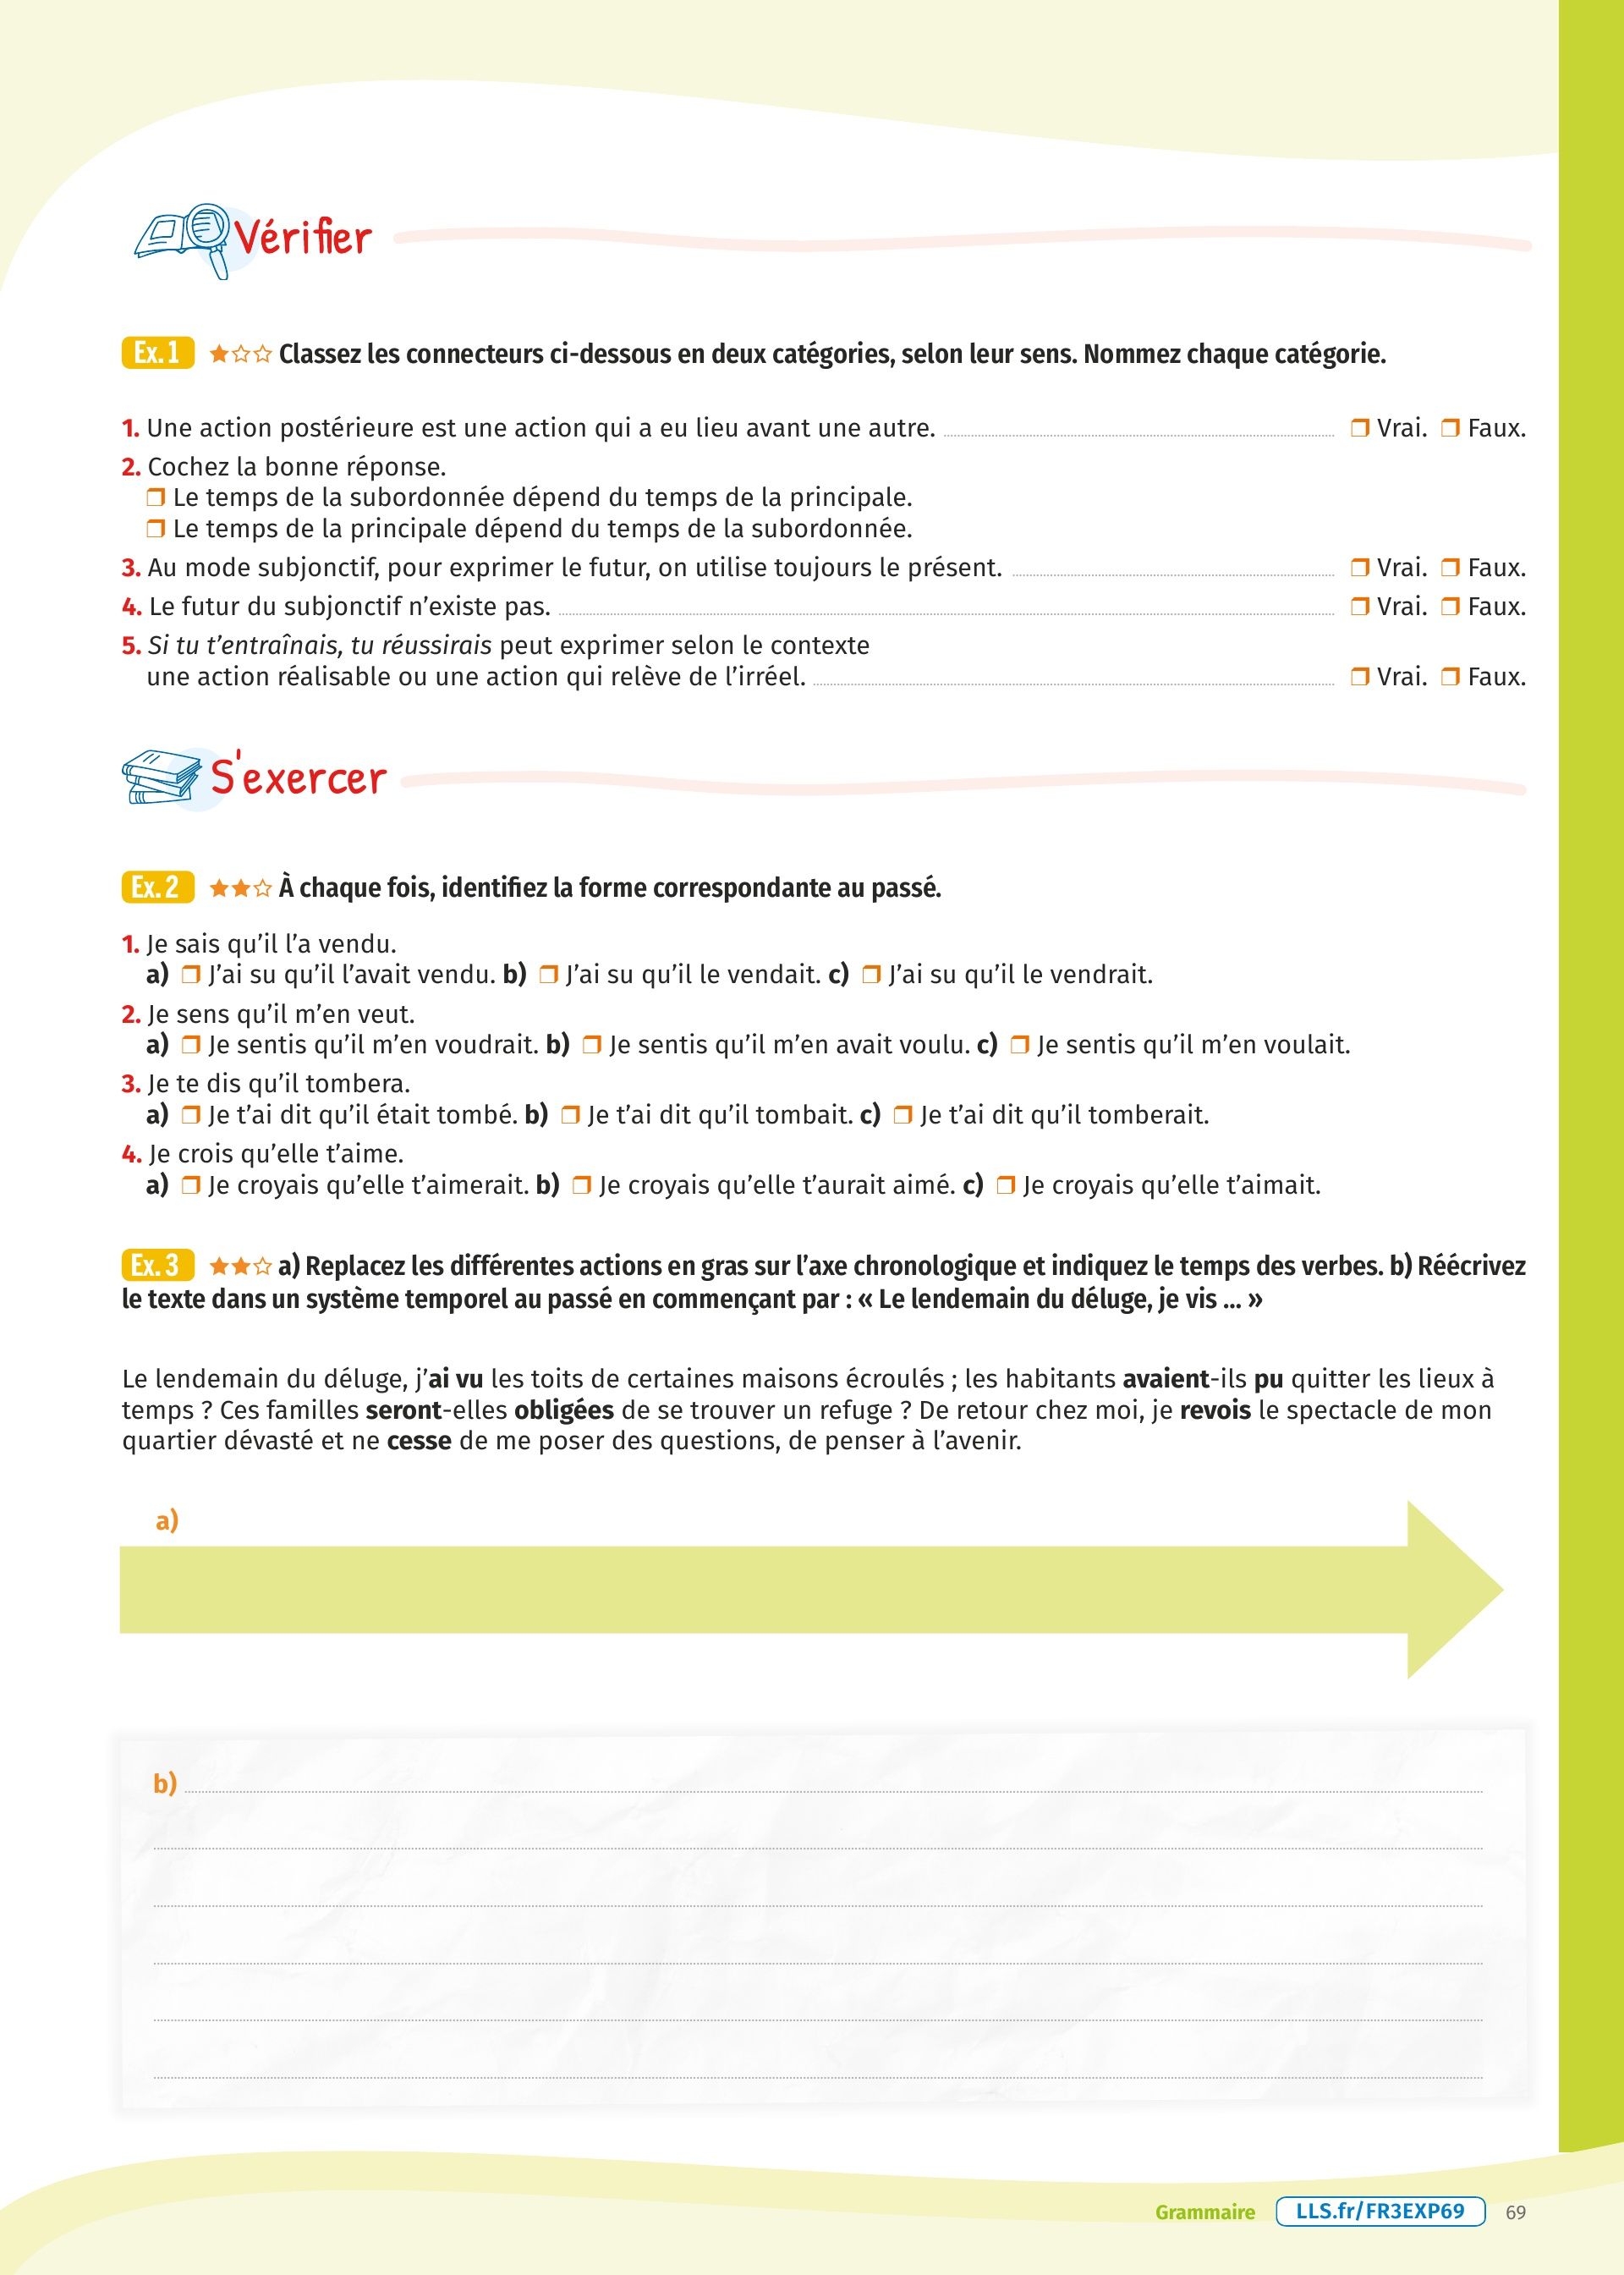 Vérifier
Ex. 1 ★☆☆ Classez les connecteurs ci-dessous en deux catégories, selon leur sens. Nommez chaque catégorie.
1. Une action postérieure est une action qui a eu lieu avant une autre. ❒ Vrai. ❒ Faux.
2. Cochez la bonne réponse.
❒ Le temps de la subordonnée dépend du temps de la principale.
❒ Le temps de la principale dépend du temps de la subordonnée.
3. Au mode subjonctif, pour exprimer le futur, on utilise toujours le présent. ❒ Vrai. ❒ Faux.
4. Le futur du subjonctif n’existe pas. ❒ Vrai. ❒ Faux.
5. Si tu t’entraînais, tu réussirais peut exprimer selon le contexte
une action réalisable ou une action qui relève de l’irréel. ❒ Vrai. ❒ Faux.
S'exercer
Ex. 2 ★★☆ À chaque fois, identifiez la forme correspondante au passé.
1. Je sais qu’il l’a vendu.
a) ❒ J’ai su qu’il l’avait vendu. b) ❒ J’ai su qu’il le vendait. c) ❒ J’ai su qu’il le vendrait.
2. Je sens qu’il m’en veut.
a) ❒ Je sentis qu’il m’en voudrait. b) ❒ Je sentis qu’il m’en avait voulu. c) ❒ Je sentis qu’il m’en voulait.
3. Je te dis qu’il tombera.
a) ❒ Je t’ai dit qu’il était tombé. b) ❒ Je t’ai dit qu’il tombait. c) ❒ Je t’ai dit qu’il tomberait.
4. Je crois qu’elle t’aime.
a) ❒ Je croyais qu’elle t’aimerait. b) ❒ Je croyais qu’elle t’aurait aimé. c) ❒ Je croyais qu’elle t’aimait.
Ex. 3 ★★☆ a) Replacez les différentes actions en gras sur l’axe chronologique et indiquez le temps des verbes. b) Réécrivez
le texte dans un système temporel au passé en commençant par : « Le lendemain du déluge, je vis ... »
Le lendemain du déluge, j’ai vu les toits de certaines maisons écroulés ; les habitants avaient-ils pu quitter les lieux à
temps ? Ces familles seront-elles obligées de se trouver un refuge ? De retour chez moi, je revois le spectacle de mon
quartier dévasté et ne cesse de me poser des questions, de penser à l’avenir.
a)
b)
Grammaire LLS.fr/FR3EXP69 69